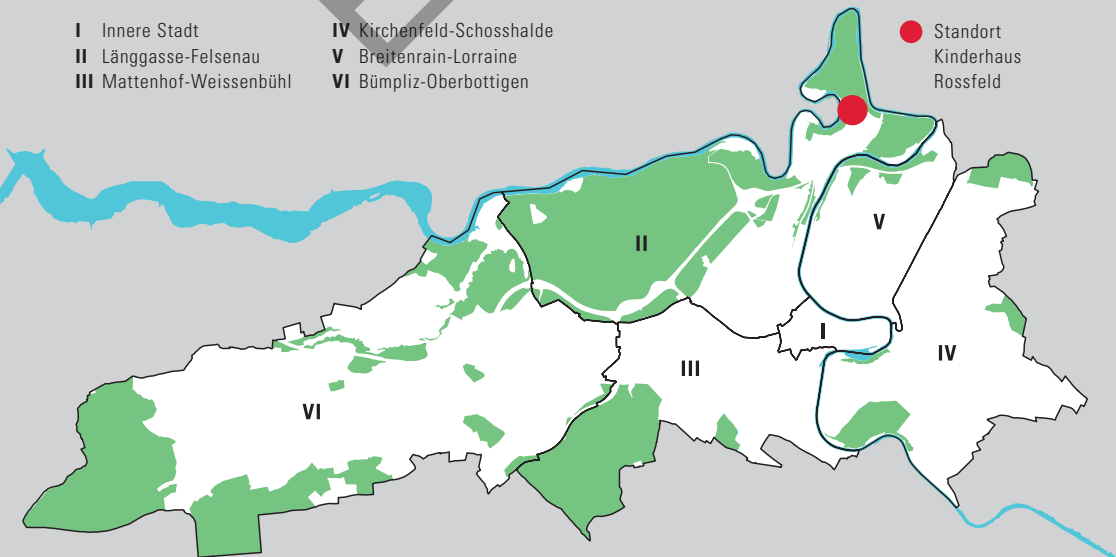 I Innere Stadt
II Länggasse-Felsenau
III Mattenhof-Weissenbühl
IV Kirchenfeld-Schosshalde
V Breitenrain-Lorraine
VI Bümpliz-Oberbottigen
Standort
Kinderhaus
Rossfeld
II
V
I
IV
III
VI